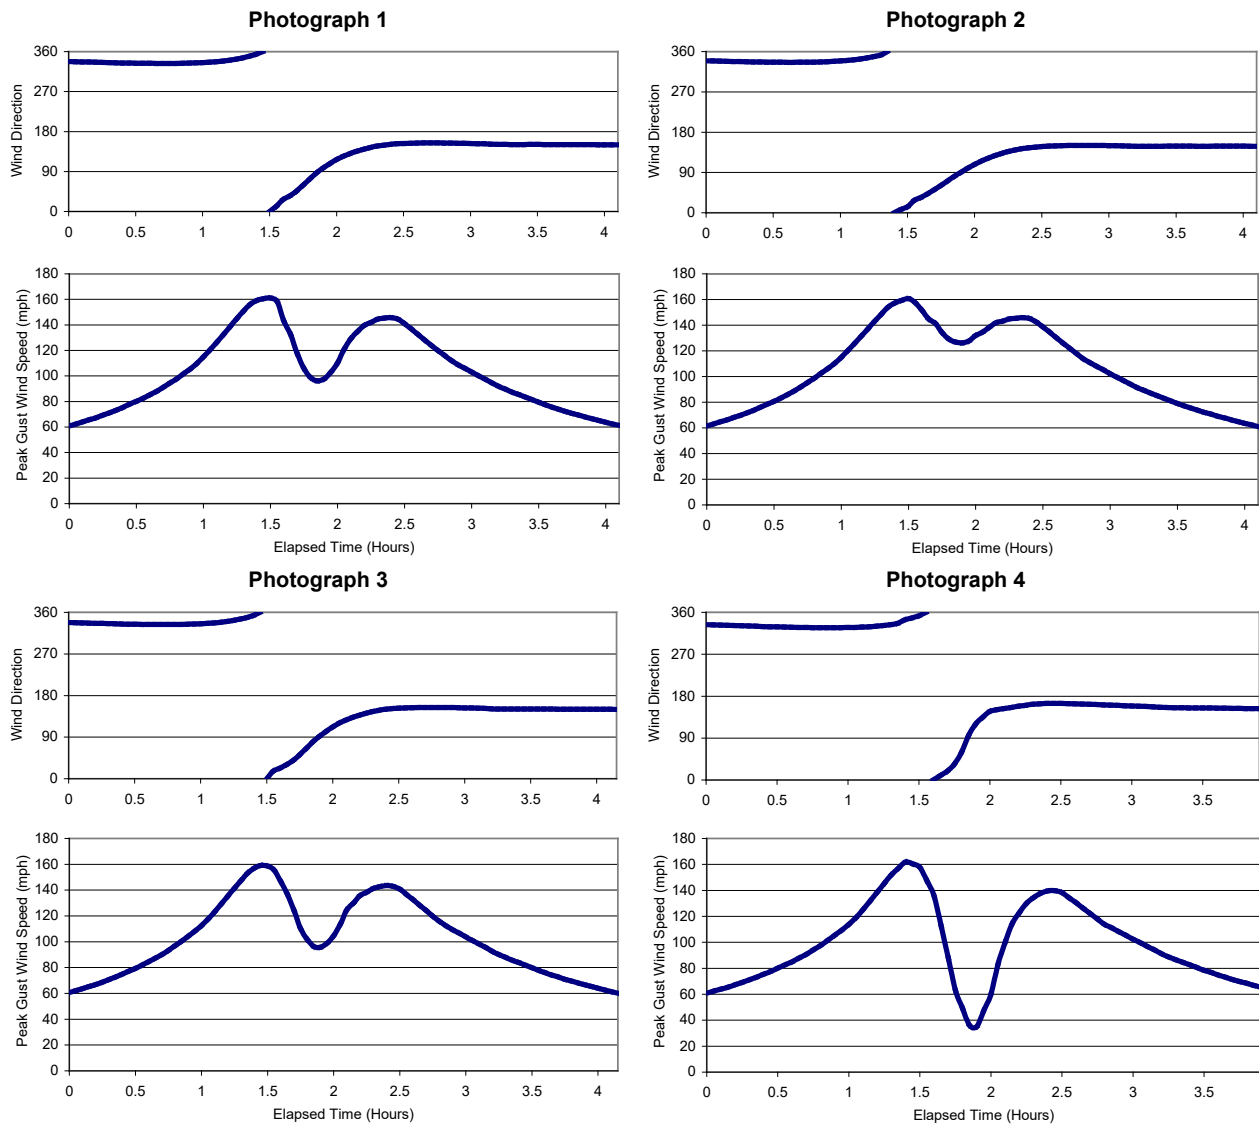 Photograph 1
Wind Direction
360
270
180
90
0
0 0.5 1 1.5 2 2.5 3 3.5 4
Peak Gust Wind Speed (mph)
180
160
140
120
100
80
60
40
20
0
0 0.5 1 1.5 2 2.5 3 3.5 4
Elapsed Time (Hours)
Photograph 2
Wind Direction
360
270
180
90
0
0 0.5 1 1.5 2 2.5 3 3.5 4
Peak Gust Wind Speed (mph)
180
160
140
120
100
80
60
40
20
0
0 0.5 1 1.5 2 2.5 3 3.5 4
Elapsed Time (Hours)
Photograph 3
Wind Direction
360
270
180
90
0
0 0.5 1 1.5 2 2.5 3 3.5 4
Peak Gust Wind Speed (mph)
180
160
140
120
100
80
60
40
20
0
0 0.5 1 1.5 2 2.5 3 3.5 4
Elapsed Time (Hours)
Photograph 4
Wind Direction
360
270
180
90
0
0 0.5 1 1.5 2 2.5 3 3.5
Peak Gust Wind Speed (mph)
180
160
140
120
100
80
60
40
20
0
0 0.5 1 1.5 2 2.5 3 3.5
Elapsed Time (Hours)